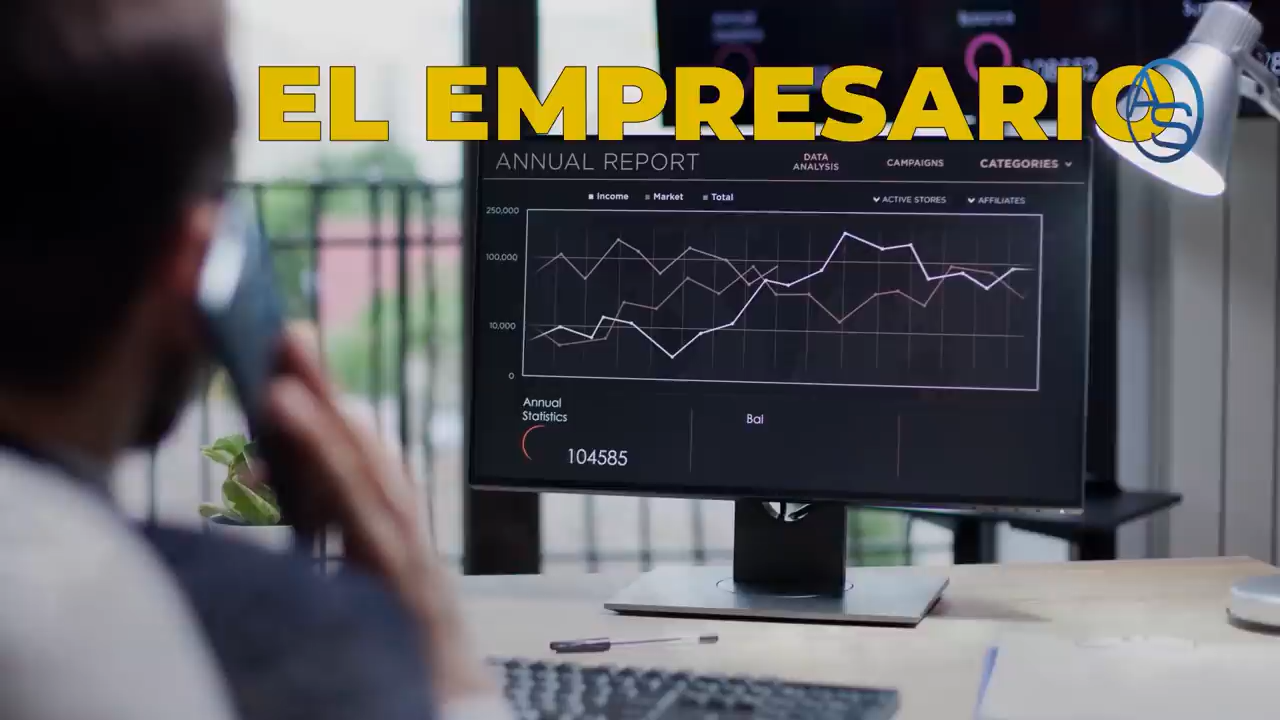 EL EMPRESARIO
AS
ANNUAL REPORT
DATA
ANALYSIS
CAMPAIGNS
CATEGORIES
Income
Market
Total
ACTIVE STORES
AFFILIATES
250,000
100,000
10,000
0
Annual
Statistics
Bal
104585